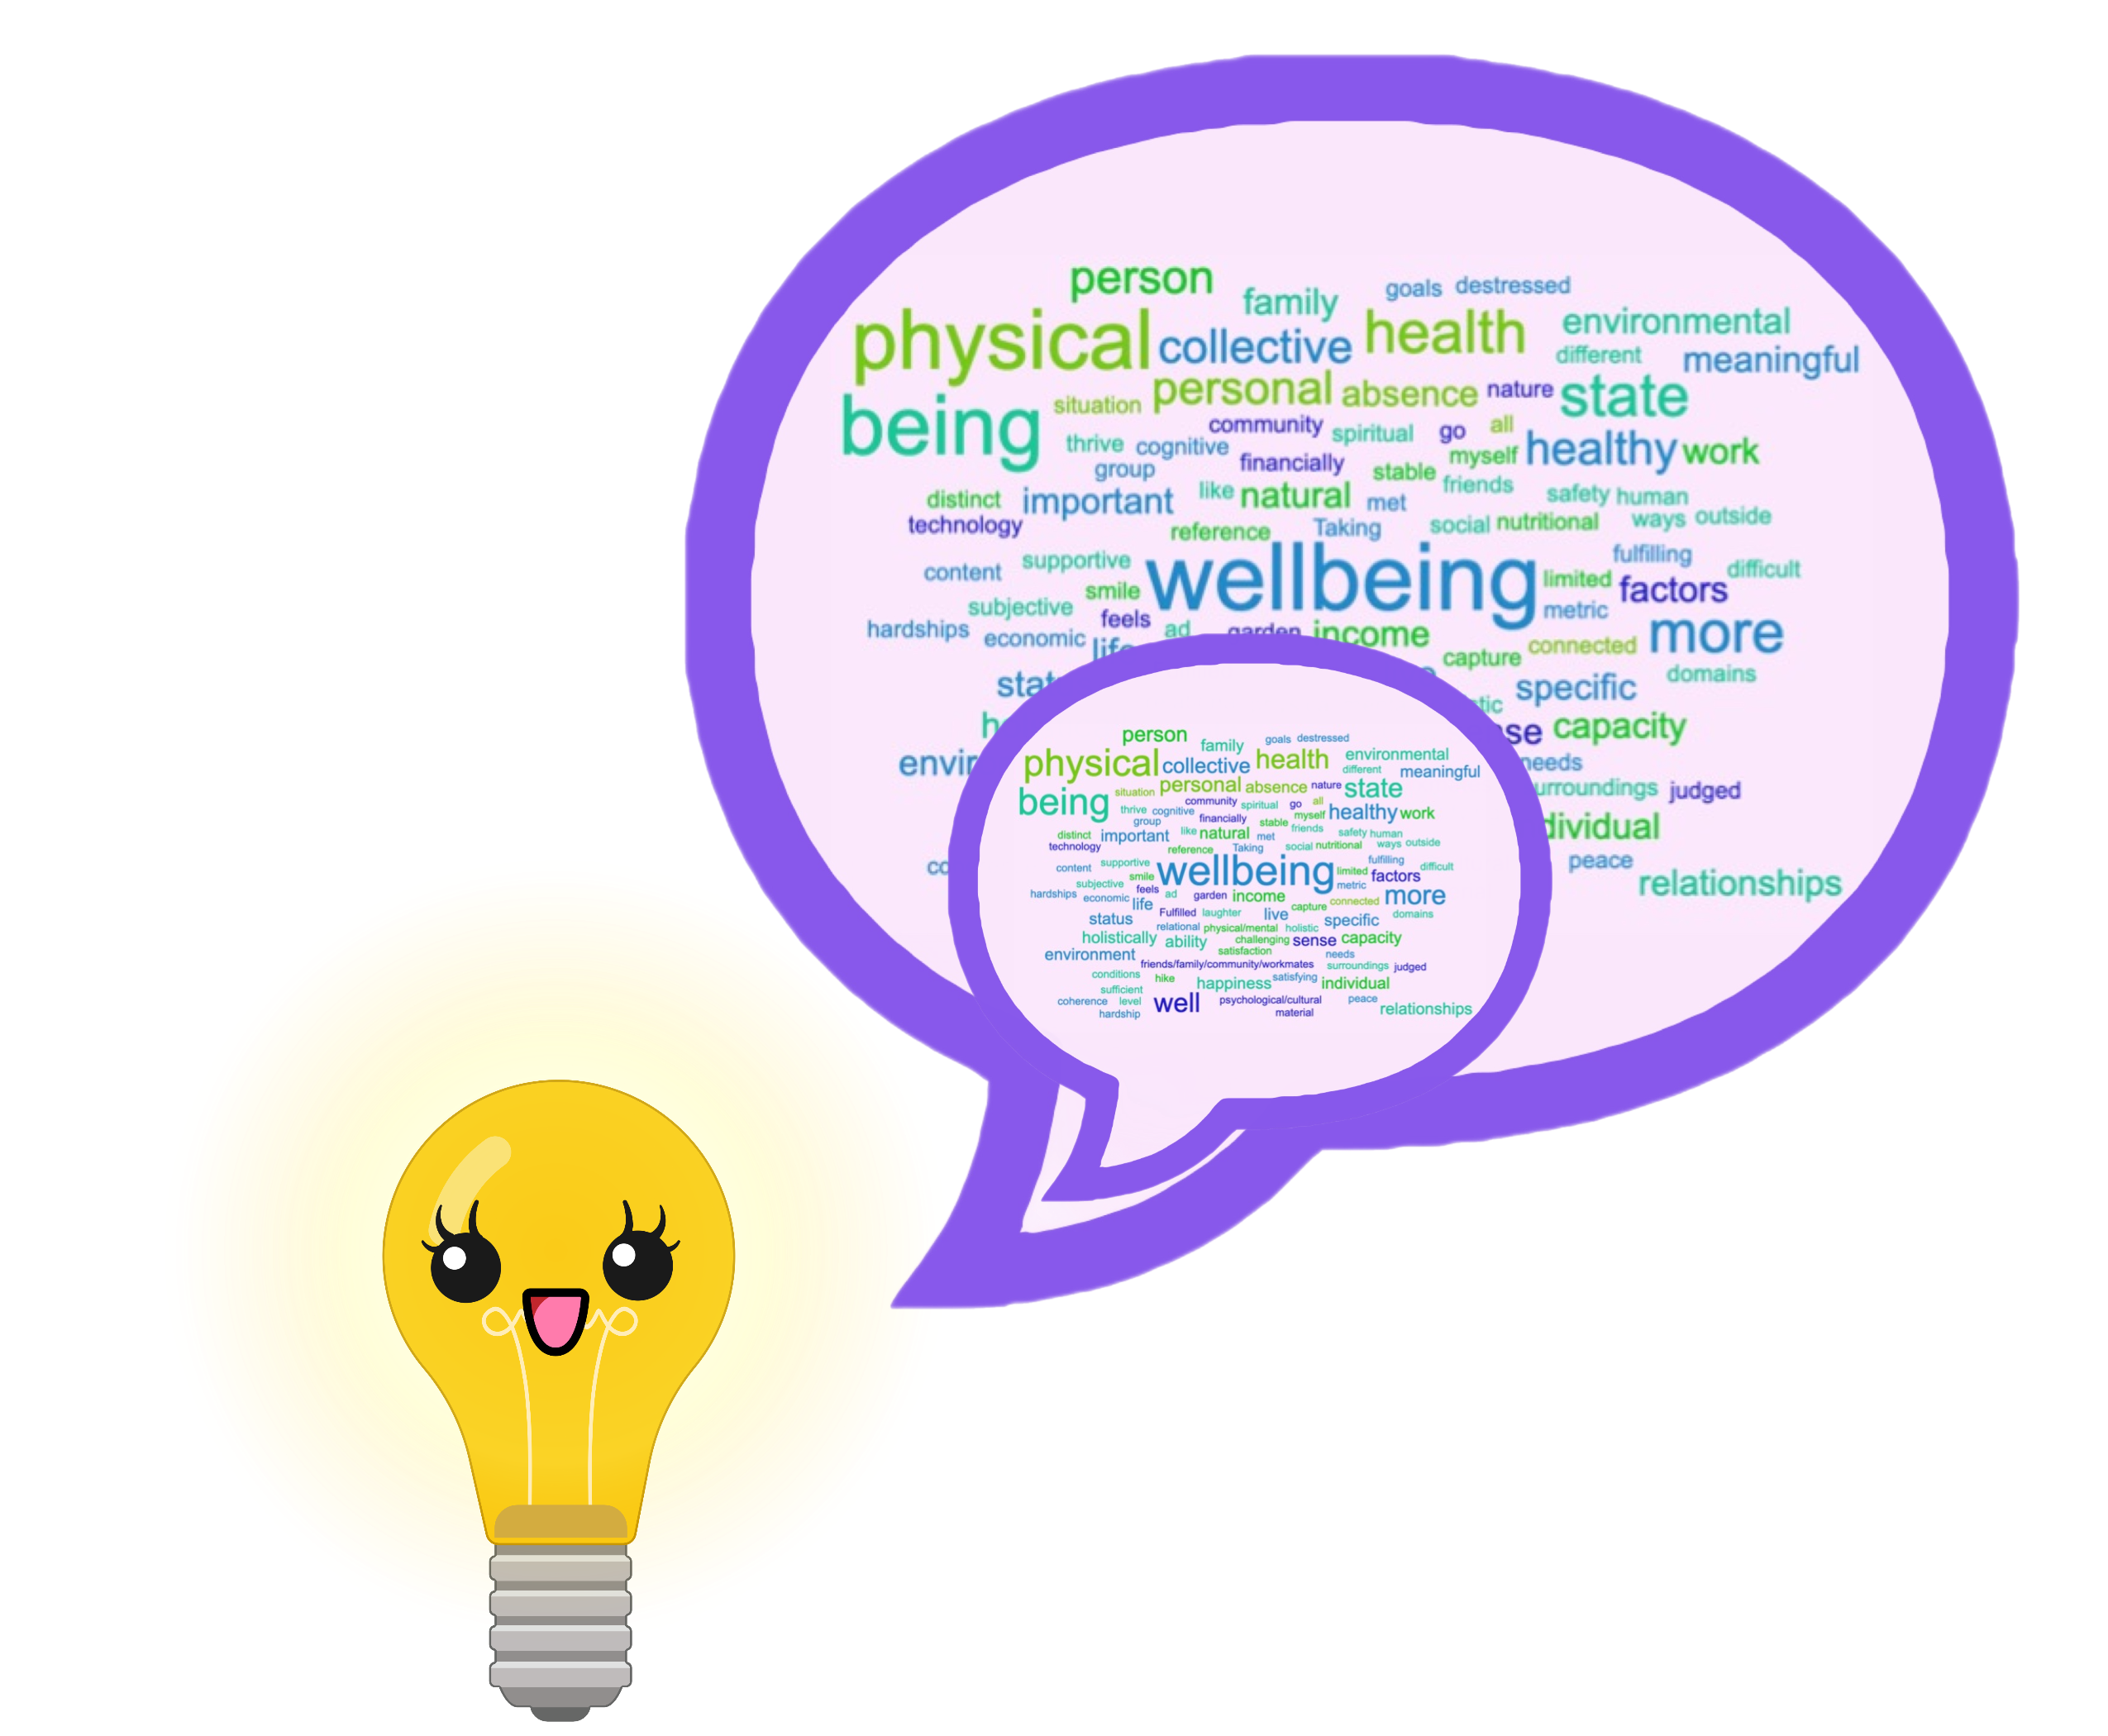 person family goals destressed
physical collective health environmental
different meaningful
situation personal absence nature state
being community spiritual go all
thrive cognitive myself healthy work
group financially stable
distinct important like natural met friends safety human
technology reference Taking social nutritional ways outside
content supportive wellbeing limited fulfilling difficult
subjective smile metric factors
hardships economic feels ad garden income more
life capture connected
specific domains
capacity
needs
judged
peace
relationships
person family goals destressed
physical collective health environmental
different meaningful
situation personal absence nature state
being community spiritual go all
thrive cognitive myself healthy work
group financially stable
distinct important like natural met friends safety human
technology reference Taking social nutritional ways outside
content supportive wellbeing limited fulfilling difficult
subjective smile metric factors
hardships economic feels ad garden income more
life capture connected
status Fulfilled laughter live specific domains
relational physical/mental holistic
holistically ability challenging sense capacity
environment satisfaction needs
friends/family/community/workmates surroundings judged
conditions hike happiness satisfying individual
sufficient
coherence level well psychological/cultural peace relationships
hardship material